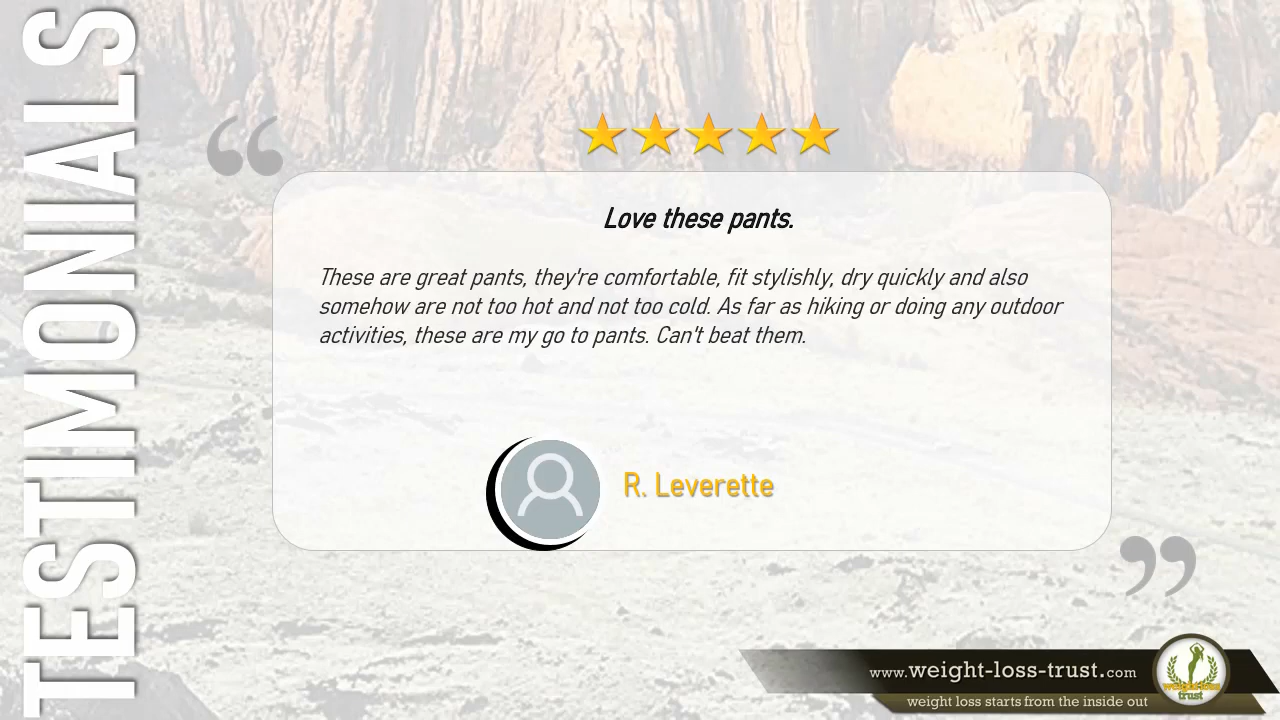 TESTIMONIALS
“
Love these pants.
These are great pants, they're comfortable, fit stylishly, dry quickly and also
somehow are not too hot and not too cold. As far as hiking or doing any outdoor
activities, these are my go to pants. Can't beat them.
R. Leverette
”
www.weight-loss-trust.com
weight loss starts from the inside out
weight loss
trust